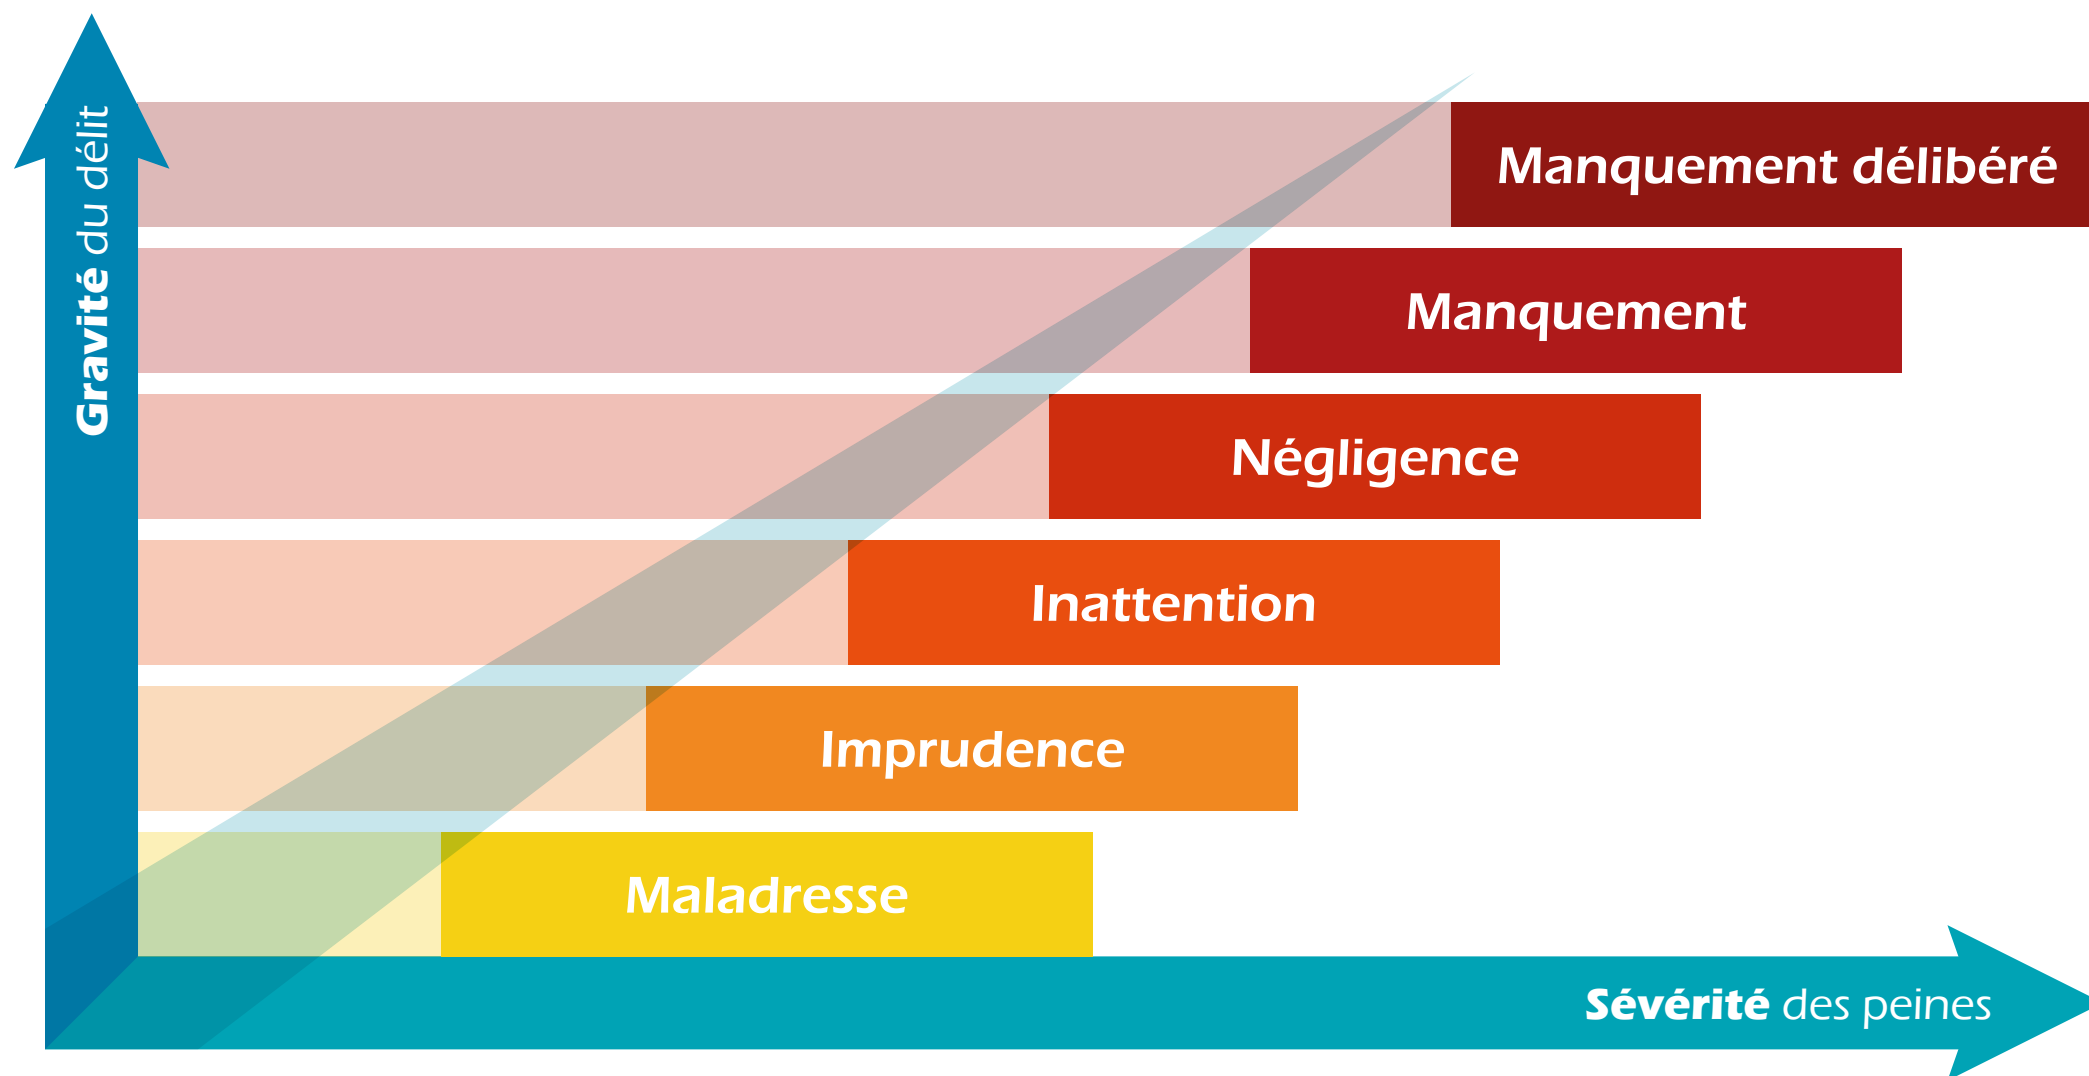 Gravité du délit
Manquement délibéré
Manquement
Négligence
Inattention
Imprudence
Maladresse
Sévérité des peines